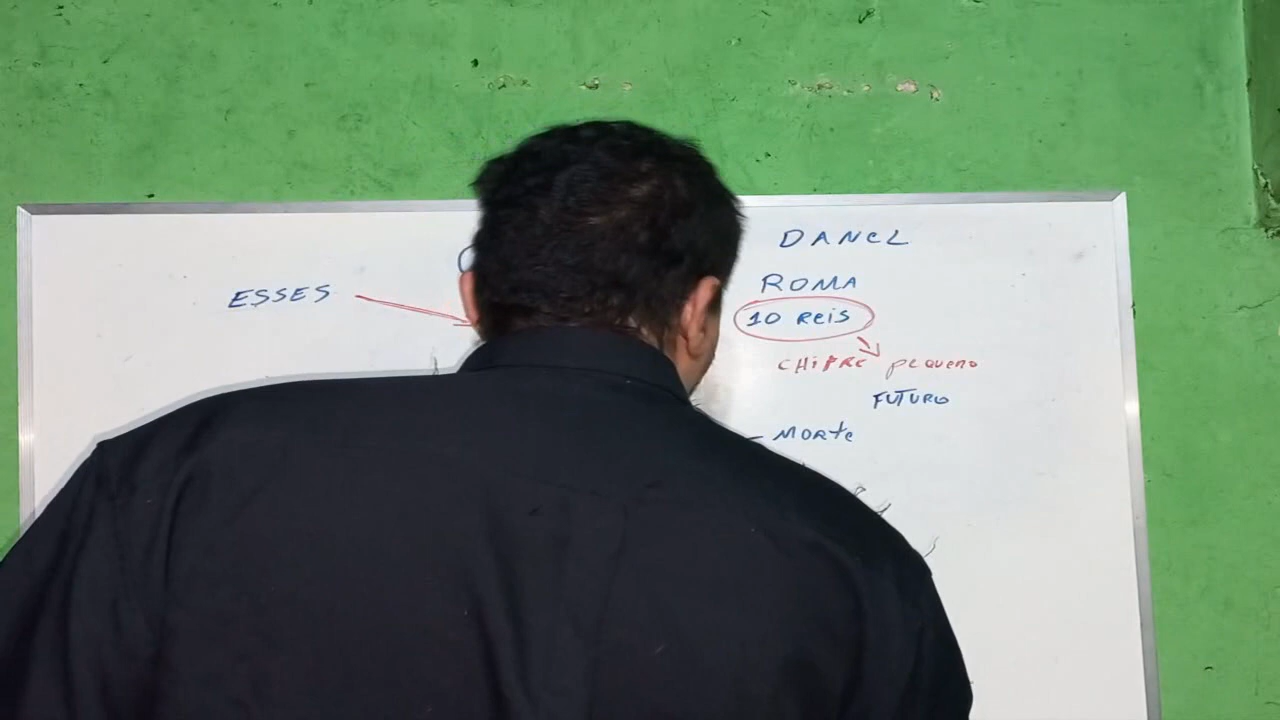 DANEL
ESSES
ROMA
10 REIS
CHIFRE PEQUENO
FUTURO
MORTE